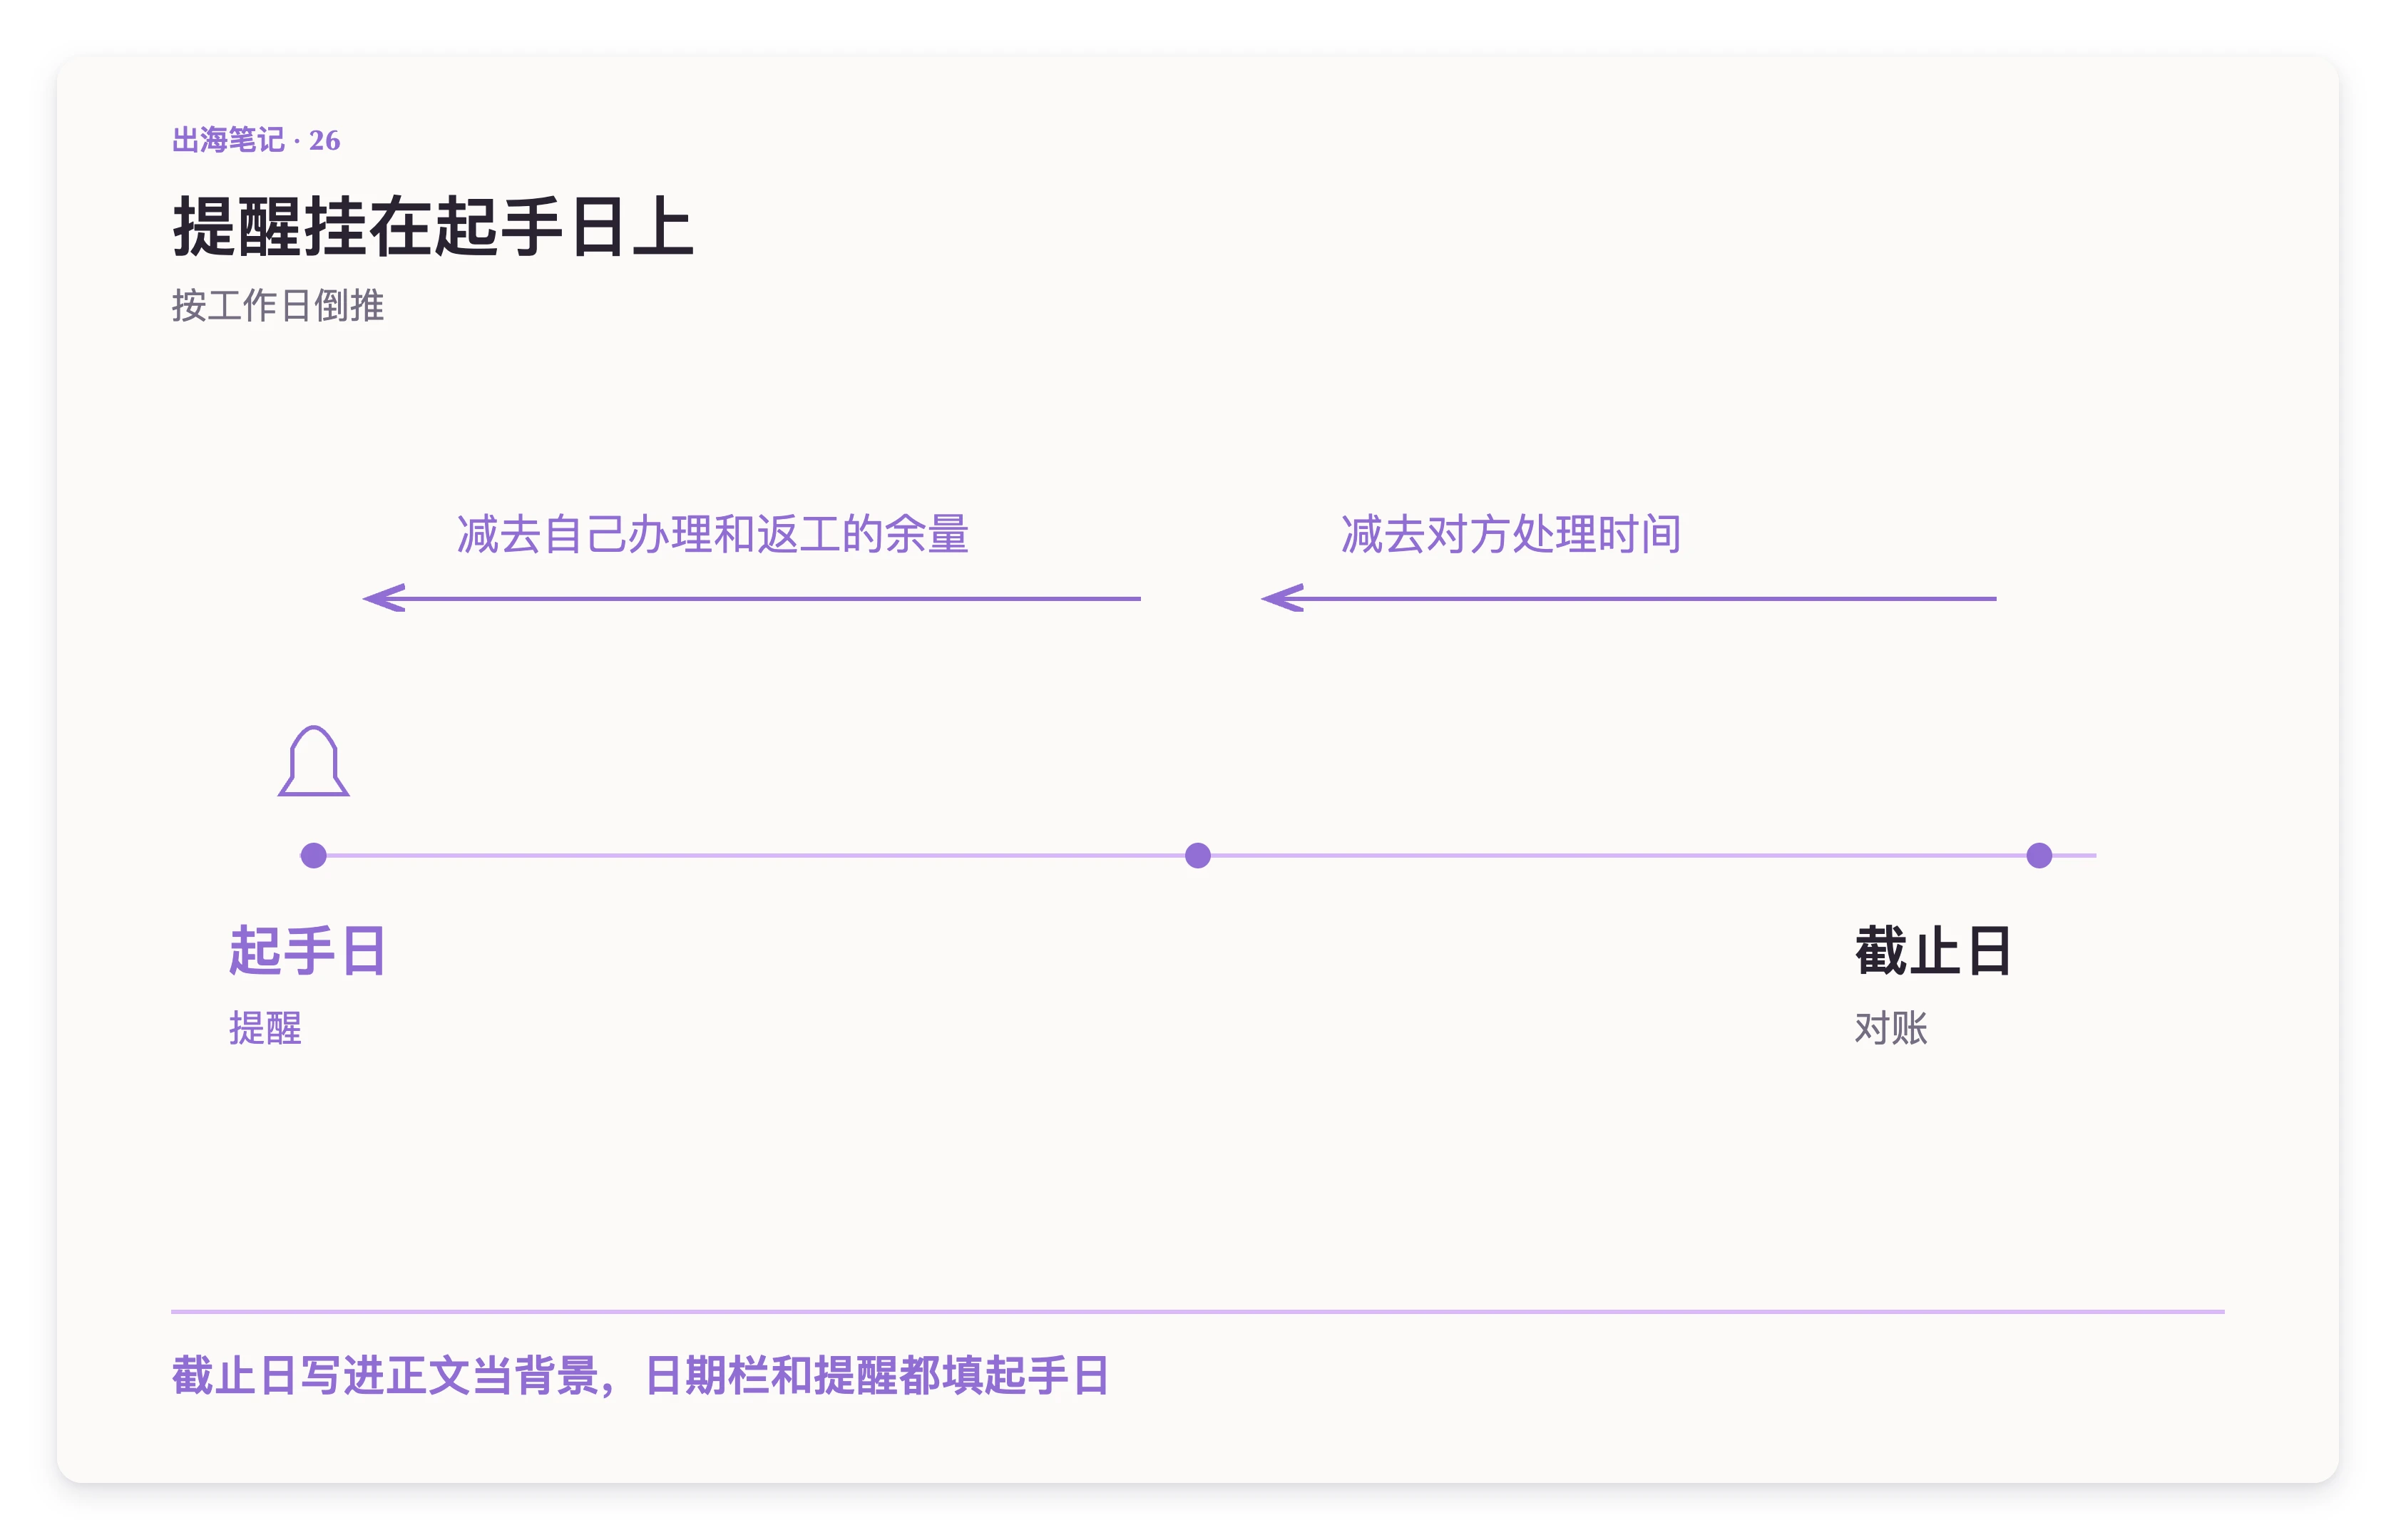 出海笔记 · 26
提醒挂在起手日上
按工作日倒推
减去自己办理和返工的余量
减去对方处理时间
起手日
截止日
提醒
对账
截止日写进正文当背景，日期栏和提醒都填起手日